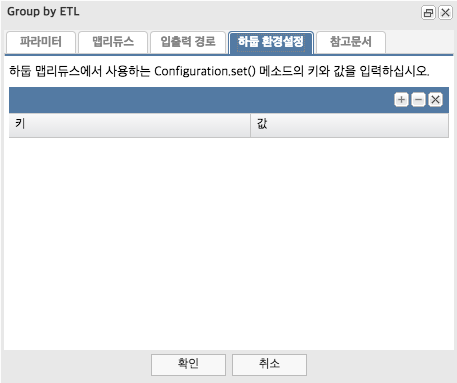 Group by ETL
파라미터 맵리듀스 입출력 경로 하둡 환경설정 참고문서
하둡 맵리듀스에서 사용하는 Configuration.set() 메소드의 키와 값을 입력하십시오.
키 값
확인 취소